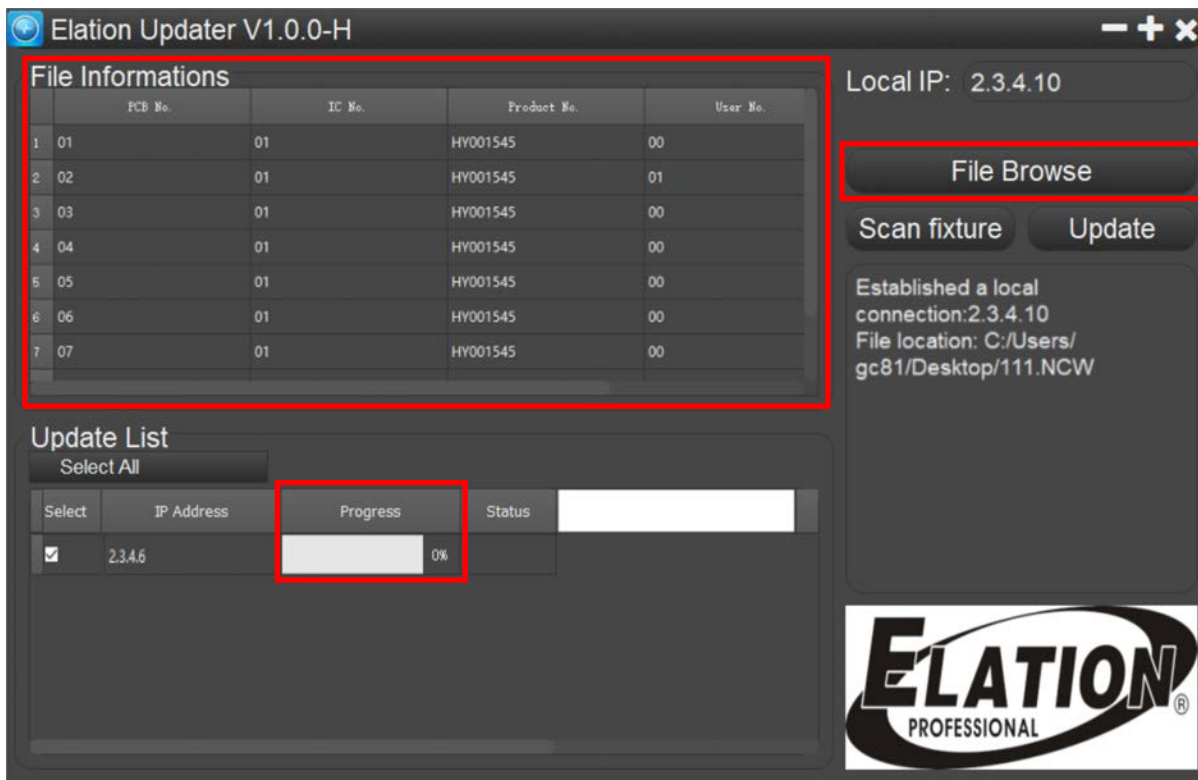 Elation Updater V1.0.0-H
File Informations
PCB No. IC No. Product No. User No.
1 01 01 HY001545 00
2 02 01 HY001545 01
3 03 01 HY001545 00
4 04 01 HY001545 00
5 05 01 HY001545 00
6 06 01 HY001545 00
7 07 01 HY001545 00
Local IP: 2.3.4.10
File Browse
Scan fixture Update
Established a local
connection:2.3.4.10
File location: C:/Users/
gc81/Desktop/111.NCW
Update List
Select All
Select IP Address Progress Status
2.3.4.6 0%
ELATION®
PROFESSIONAL